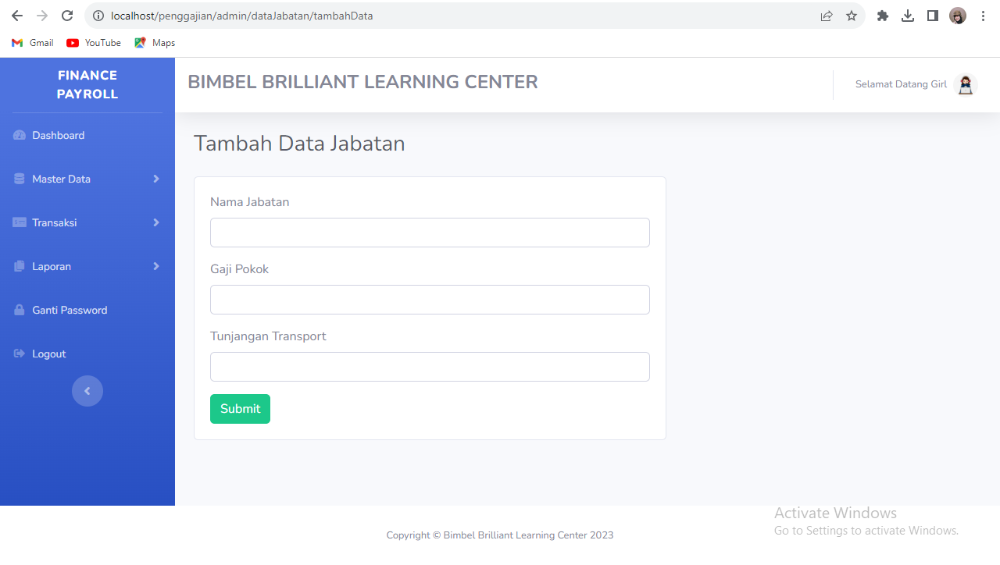 localhost/penggajian/admin/dataJabatan/tambahData
Gmail YouTube Maps
FINANCE
PAYROLL
BIMBEL BRILLIANT LEARNING CENTER
Selamat Datang Girl
Dashboard
Master Data
Transaksi
Laporan
Ganti Password
Logout
Tambah Data Jabatan
Nama Jabatan
Gaji Pokok
Tunjangan Transport
Submit
Activate Windows
Go to Settings to activate Windows.
Copyright © Bimbel Brilliant Learning Center 2023